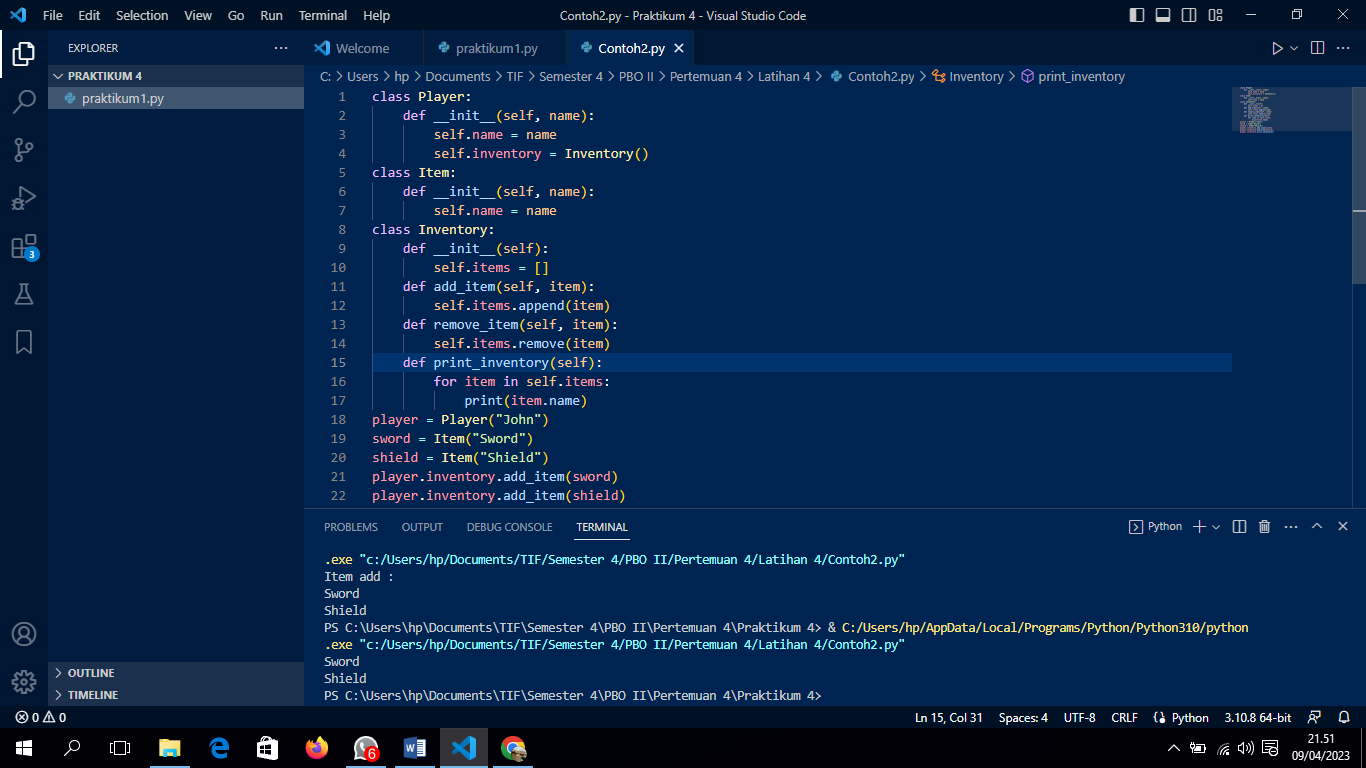 File Edit Selection View Go Run Terminal Help Contoh2.py - Praktikum 4 - Visual Studio Code
EXPLORER
PRAKTIKUM 4
praktikum1.py
OUTLINE
TIMELINE
3
Welcome praktikum1.py Contoh2.py
C: > Users > hp > Documents > TIF > Semester 4 > PBO II > Pertemuan 4 > Latihan 4 > Contoh2.py > Inventory > print_inventory
1 class Player:
2     def __init__(self, name):
3         self.name = name
4         self.inventory = Inventory()
5 class Item:
6     def __init__(self, name):
7         self.name = name
8 class Inventory:
9     def __init__(self):
10         self.items = []
11     def add_item(self, item):
12         self.items.append(item)
13     def remove_item(self, item):
14         self.items.remove(item)
15     def print_inventory(self):
16         for item in self.items:
17             print(item.name)
18 player = Player("John")
19 sword = Item("Sword")
20 shield = Item("Shield")
21 player.inventory.add_item(sword)
22 player.inventory.add_item(shield)
PROBLEMS OUTPUT DEBUG CONSOLE TERMINAL Python
.exe "c:/Users/hp/Documents/TIF/Semester 4/PBO II/Pertemuan 4/Latihan 4/Contoh2.py"
Item add :
Sword
Shield
PS C:\Users\hp\Documents\TIF\Semester 4\PBO II\Pertemuan 4\Praktikum 4> & C:/Users/hp/AppData/Local/Programs/Python/Python310/python
.exe "c:/Users/hp/Documents/TIF/Semester 4/PBO II/Pertemuan 4/Latihan 4/Contoh2.py"
Sword
Shield
PS C:\Users\hp\Documents\TIF\Semester 4\PBO II\Pertemuan 4\Praktikum 4>
0 0 Ln 15, Col 31 Spaces: 4 UTF-8 CRLF Python 3.10.8 64-bit
6
21.51
09/04/2023